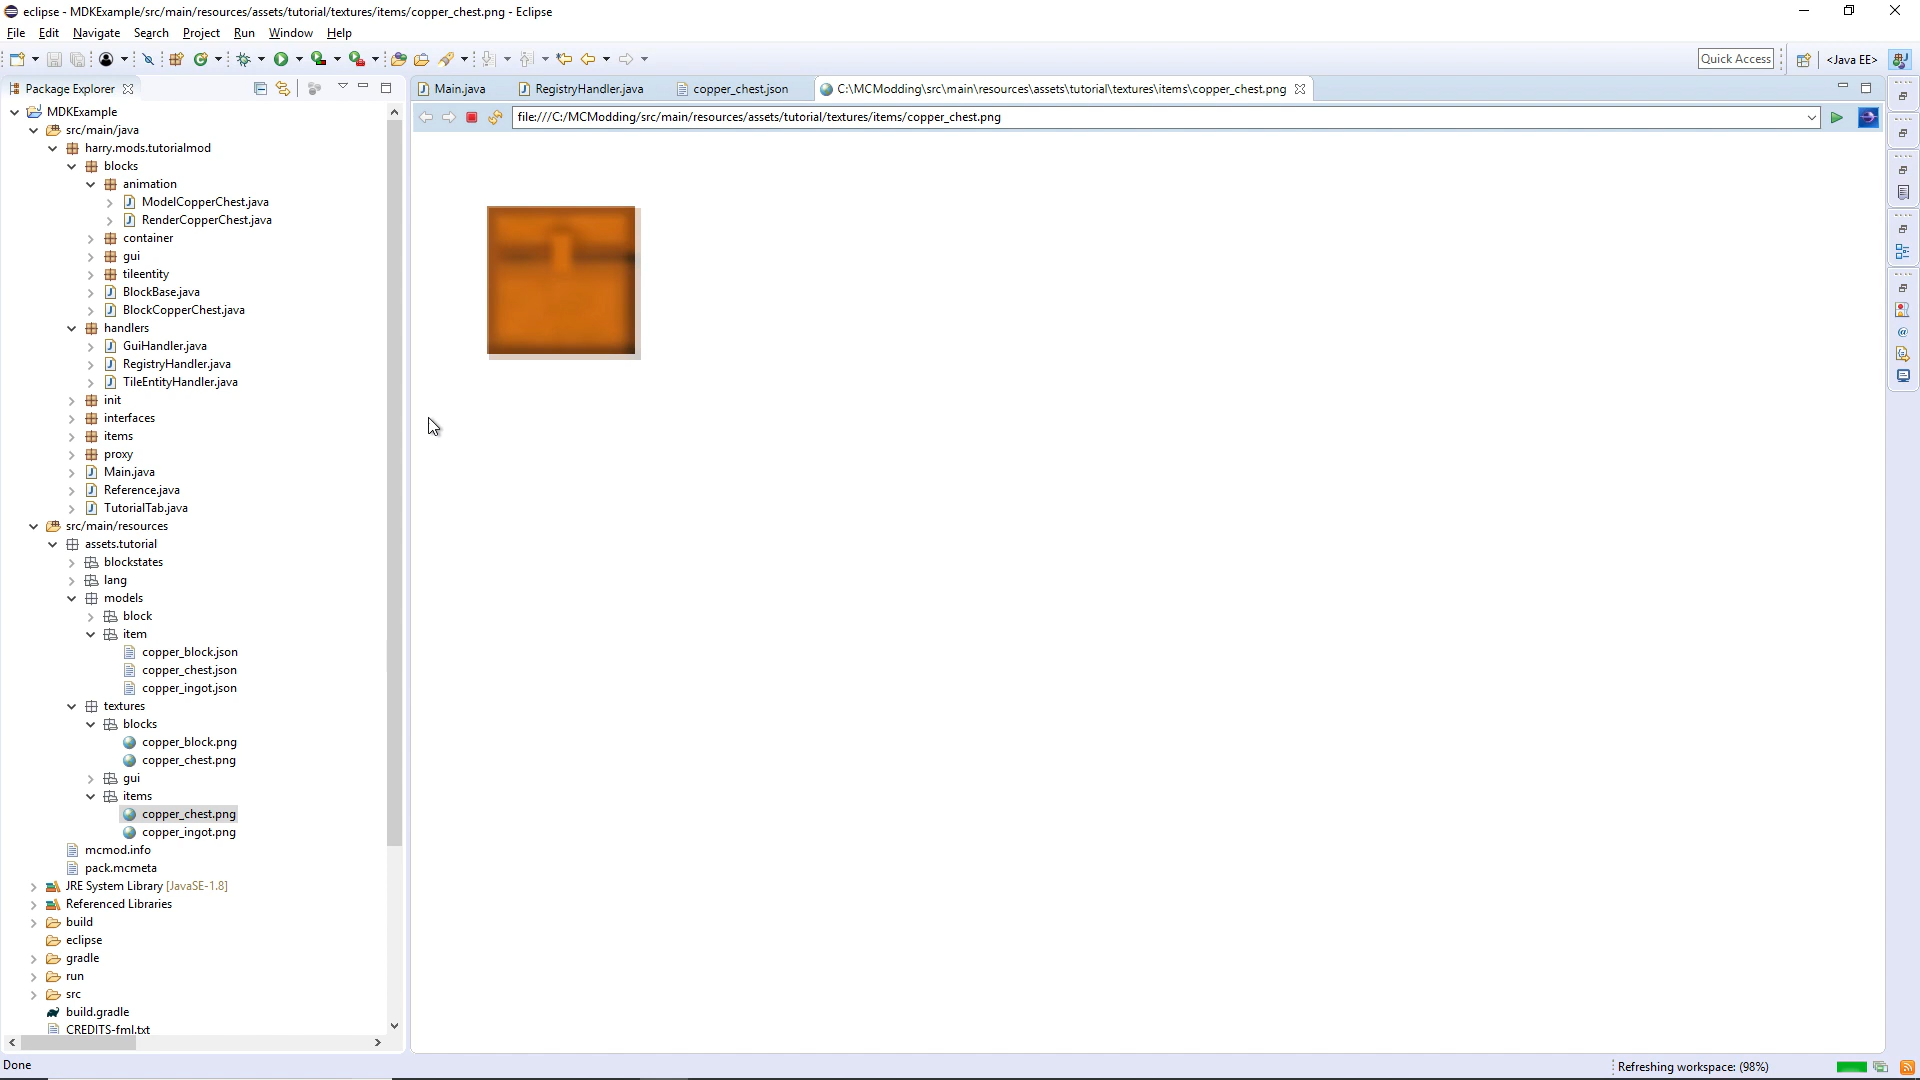 eclipse - MDKExample/src/main/resources/assets/tutorial/textures/items/copper_chest.png - Eclipse
File Edit Navigate Search Project Run Window Help
Quick Access <Java EE>
Package Explorer
Main.java RegistryHandler.java copper_chest.json C:\MCModding\src\main\resources\assets\tutorial\textures\items\copper_chest.png
file:///C:/MCModding/src/main/resources/assets/tutorial/textures/items/copper_chest.png
MDKExample
src/main/java
harry.mods.tutorialmod
blocks
animation
ModelCopperChest.java
RenderCopperChest.java
container
gui
tileentity
BlockBase.java
BlockCopperChest.java
handlers
GuiHandler.java
RegistryHandler.java
TileEntityHandler.java
init
interfaces
items
proxy
Main.java
Reference.java
TutorialTab.java
src/main/resources
assets.tutorial
blockstates
lang
models
block
item
copper_block.json
copper_chest.json
copper_ingot.json
textures
blocks
copper_block.png
copper_chest.png
gui
items
copper_chest.png
copper_ingot.png
mcmod.info
pack.mcmeta
JRE System Library [JavaSE-1.8]
Referenced Libraries
build
eclipse
gradle
run
src
build.gradle
CREDITS-fml.txt
Done
Refreshing workspace: (98%)